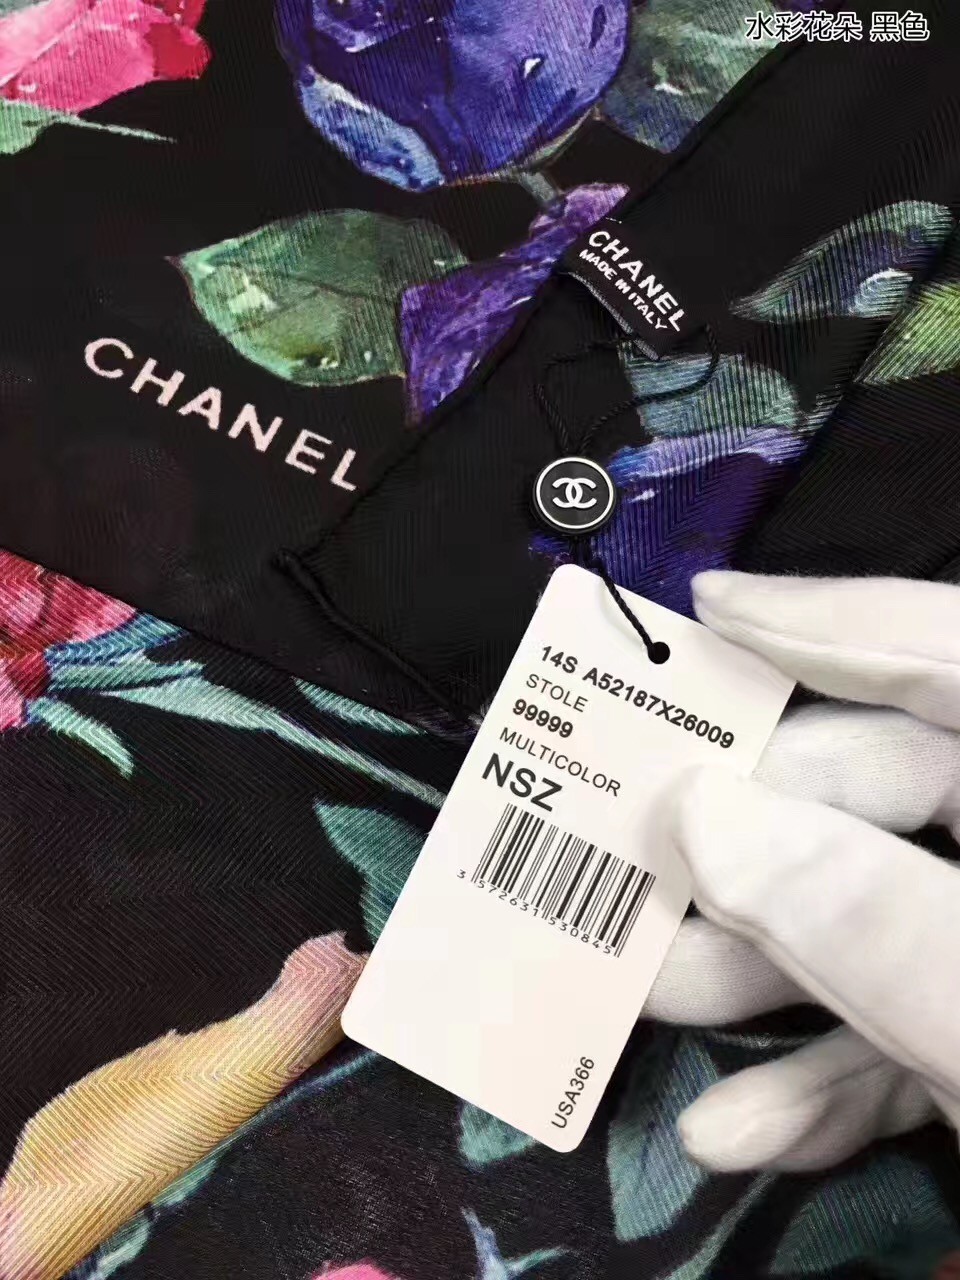 水彩花朵 黑色
CHANEL
MADE IN ITALY
CHANEL
14S A52187X26009
STOLE
99999
MULTICOLOR
NSZ
3 572631 530845
USA366